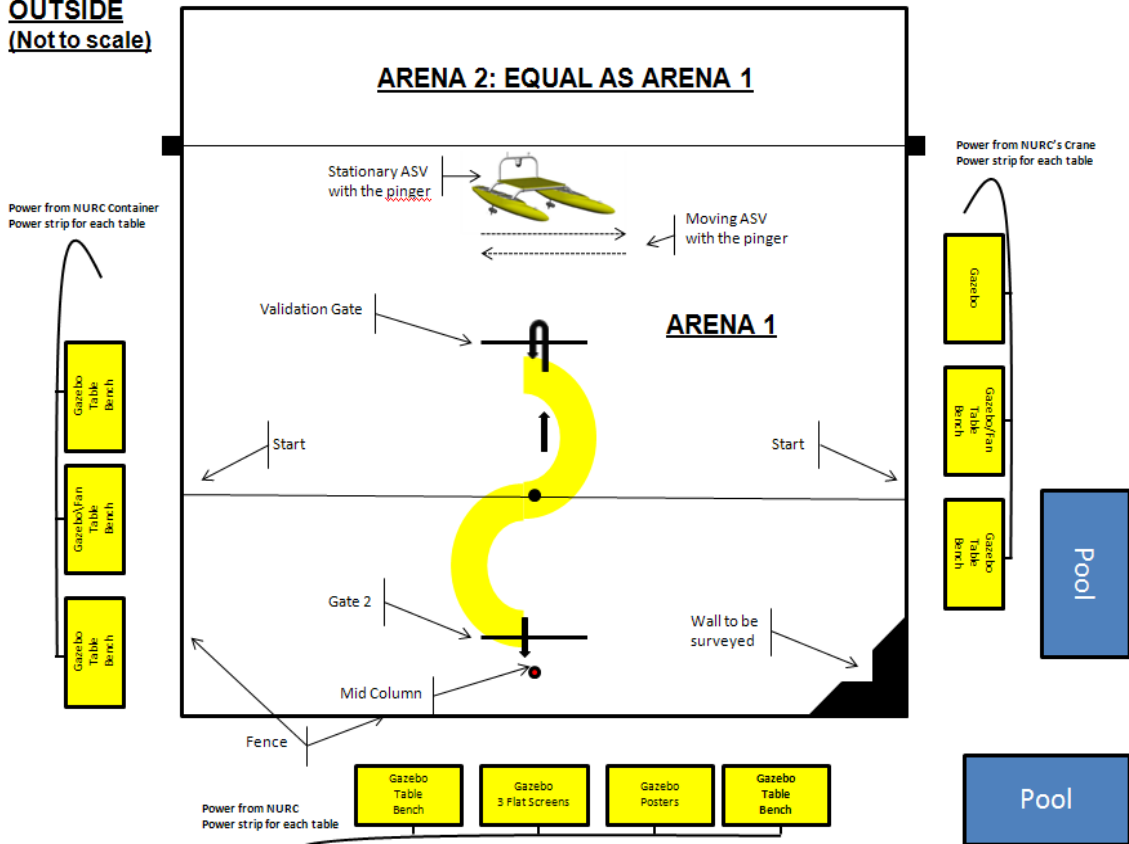 OUTSIDE
(Not to scale)
ARENA 2: EQUAL AS ARENA 1
Power from NURC's Crane
Power strip for each table
Stationary ASV
with the pinger
Power from NURC Container
Power strip for each table
Moving ASV
with the pinger
Gazebo
Validation Gate
ARENA 1
Gazebo
Table
Bench
Gazebo/Fan
Table
Bench
Start
Start
Gazebo\Fan
Table
Bench
Gazebo
Table
Bench
Pool
Gate 2
Wall to be
surveyed
Gazebo
Table
Bench
Mid Column
Fence
Gazebo
Table
Bench
Gazebo
3 Flat Screens
Gazebo
Posters
Gazebo
Table
Bench
Pool
Power from NURC
Power strip for each table